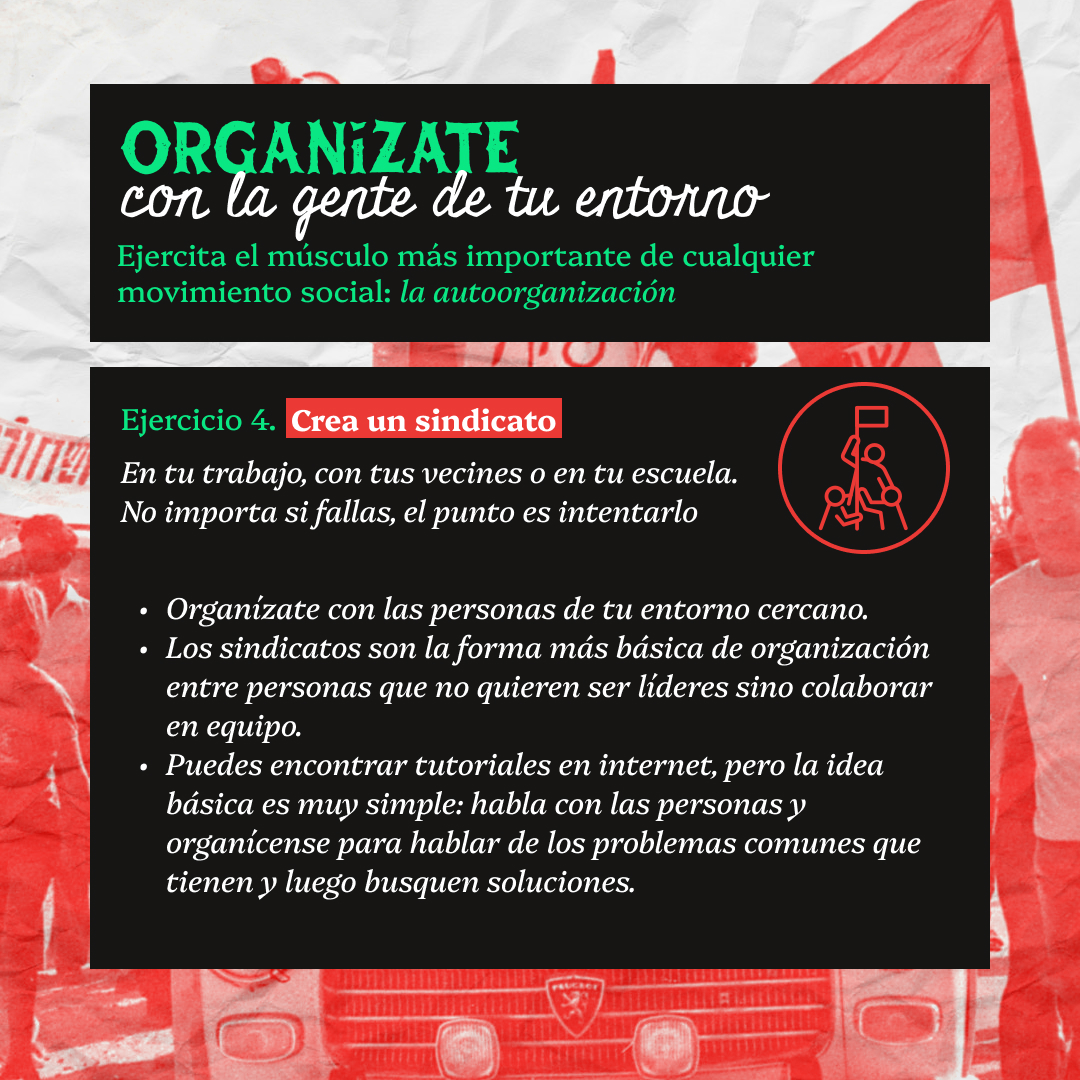 ORGANÍZATE
con la gente de tu entorno
Ejercita el músculo más importante de cualquier
movimiento social: la autoorganización
Ejercicio 4. Crea un sindicato
En tu trabajo, con tus vecines o en tu escuela.
No importa si fallas, el punto es intentarlo
• Organízate con las personas de tu entorno cercano.
• Los sindicatos son la forma más básica de organización
entre personas que no quieren ser líderes sino colaborar
en equipo.
• Puedes encontrar tutoriales en internet, pero la idea
básica es muy simple: habla con las personas y
organícense para hablar de los problemas comunes que
tienen y luego busquen soluciones.
PEUGEOT